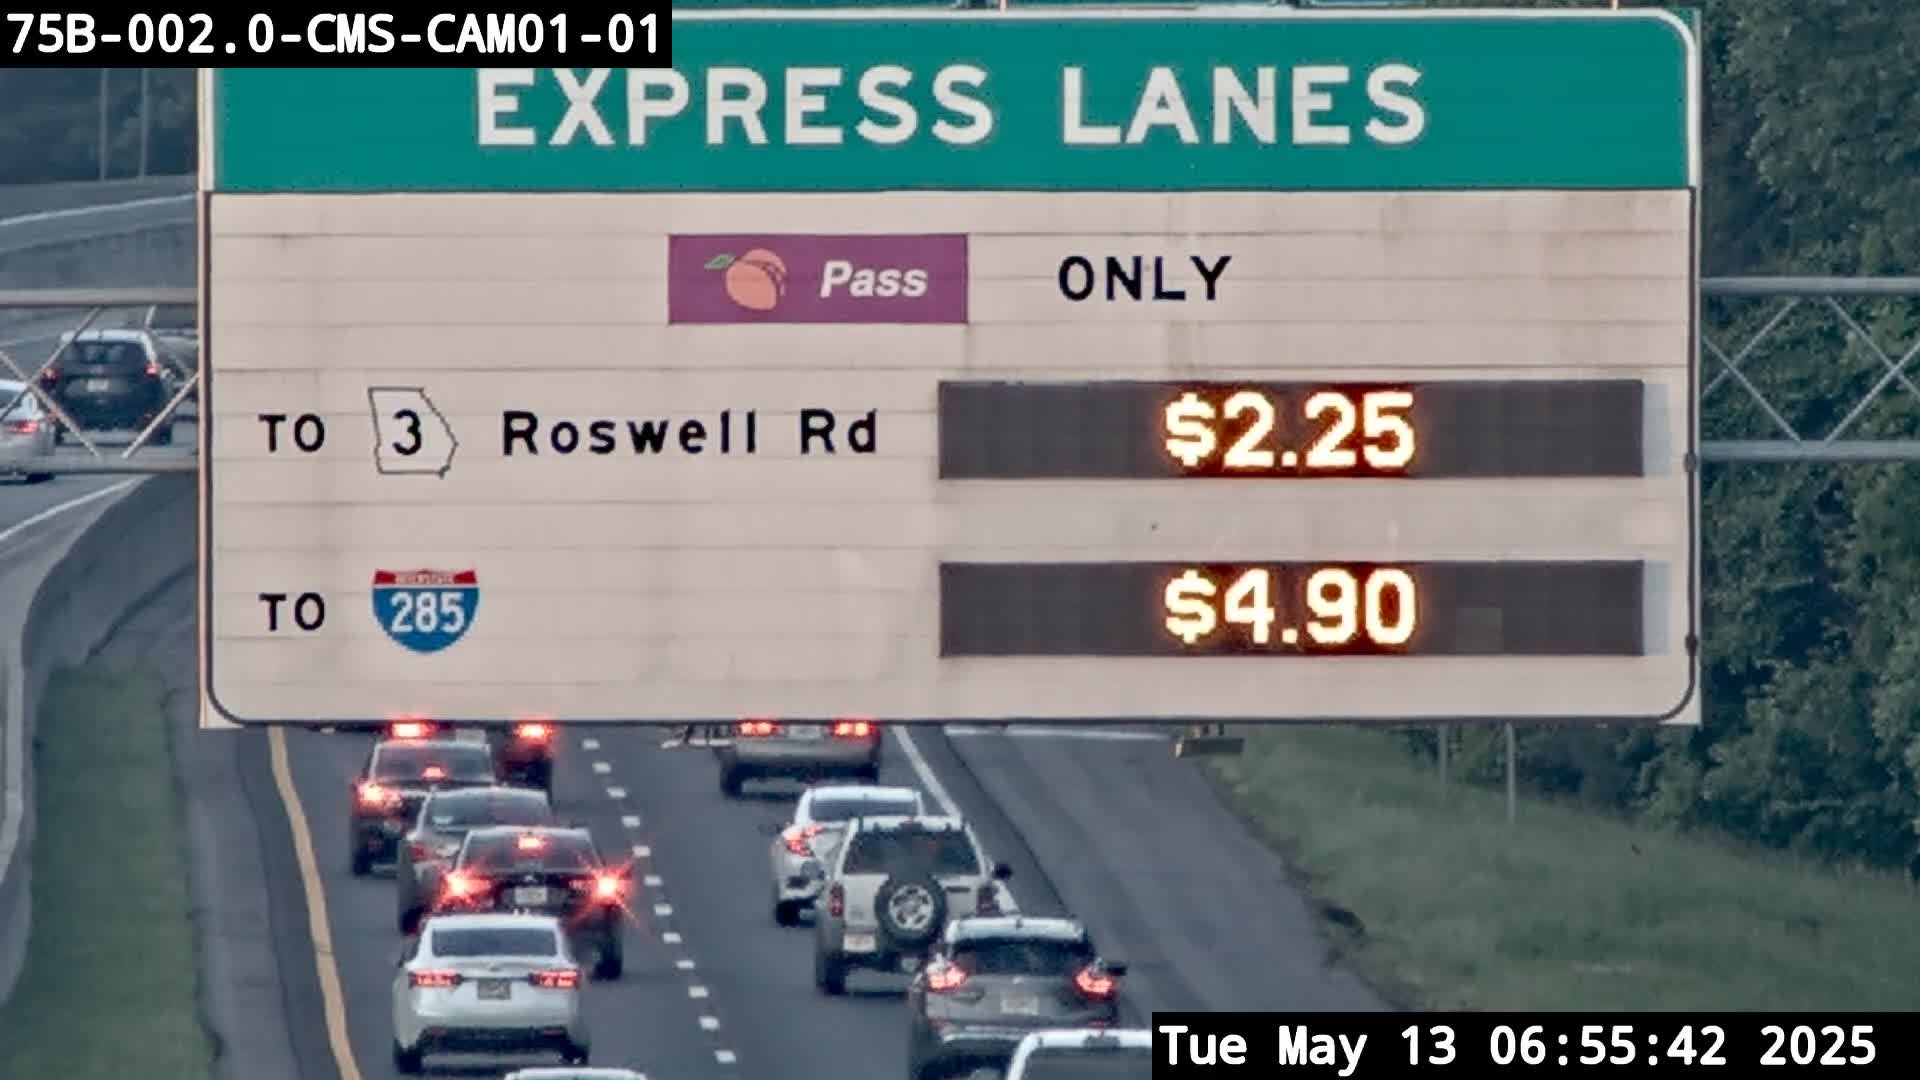 75B-002.0-CMS-CAM01-01
EXPRESS LANES
Pass ONLY
TO 3 Roswell Rd $2.25
TO INTERSTATE 285 $4.90
Tue May 13 06:55:42 2025